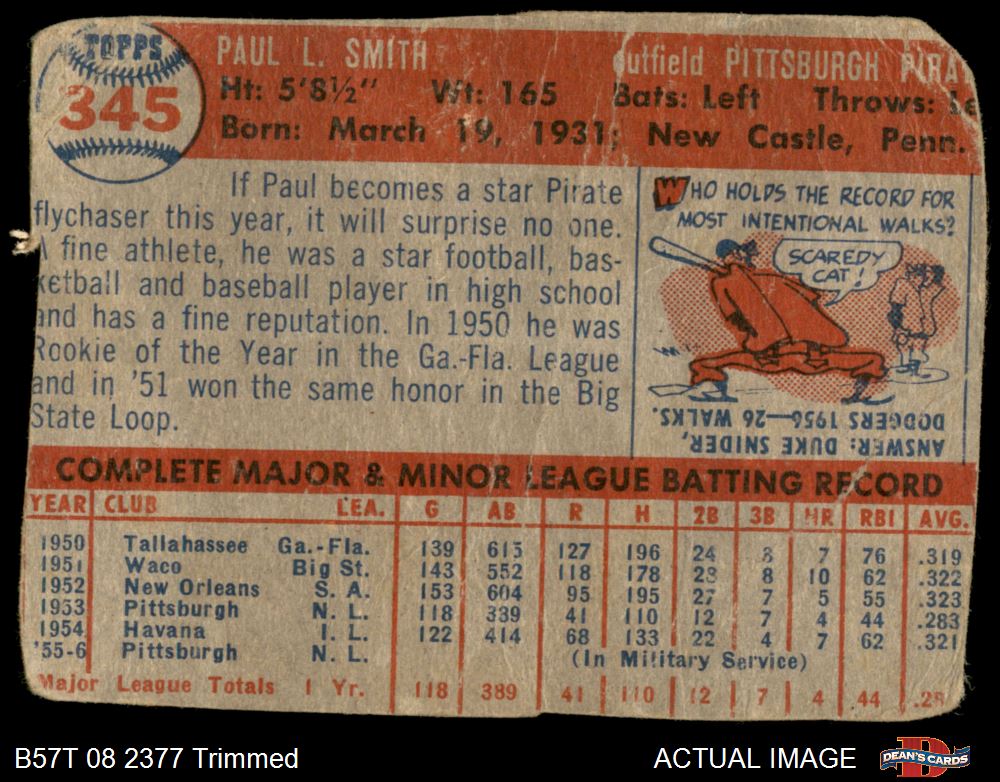 TOPPS
345
PAUL L. SMITH outfield PITTSBURGH PIRA
Ht: 5'8½" Wt: 165 Bats: Left Throws: Le
Born: March 19, 1931; New Castle, Penn.
If Paul becomes a star Pirate
flychaser this year, it will surprise no one.
A fine athlete, he was a star football, bas-
ketball and baseball player in high school
and has a fine reputation. In 1950 he was
Rookie of the Year in the Ga.-Fla. League
and in '51 won the same honor in the Big
State Loop.
WHO HOLDS THE RECORD FOR
MOST INTENTIONAL WALKS?
SCAREDY
CAT!
ANSWER: DUKE SNIDER,
DODGERS 1956—26 WALKS.
COMPLETE MAJOR & MINOR LEAGUE BATTING RECORD
YEAR CLUB LEA. G AB R H 2B 3B HR RBI AVG.
1950 Tallahassee Ga.-Fla. 139 615 127 196 24 8 7 76 .319
1951 Waco Big St. 143 552 118 178 23 8 10 62 .322
1952 New Orleans S. A. 153 604 95 195 27 7 5 55 .323
1953 Pittsburgh N. L. 118 389 41 110 12 7 4 44 .283
1954 Havana I. L. 122 414 68 133 22 4 7 62 .321
'55-6 Pittsburgh N. L. (In Military Service)
Major League Totals 1 Yr. 118 389 41 110 12 7 4 44 .28
B57T 08 2377 Trimmed
ACTUAL IMAGE
DEAN'S CARDS